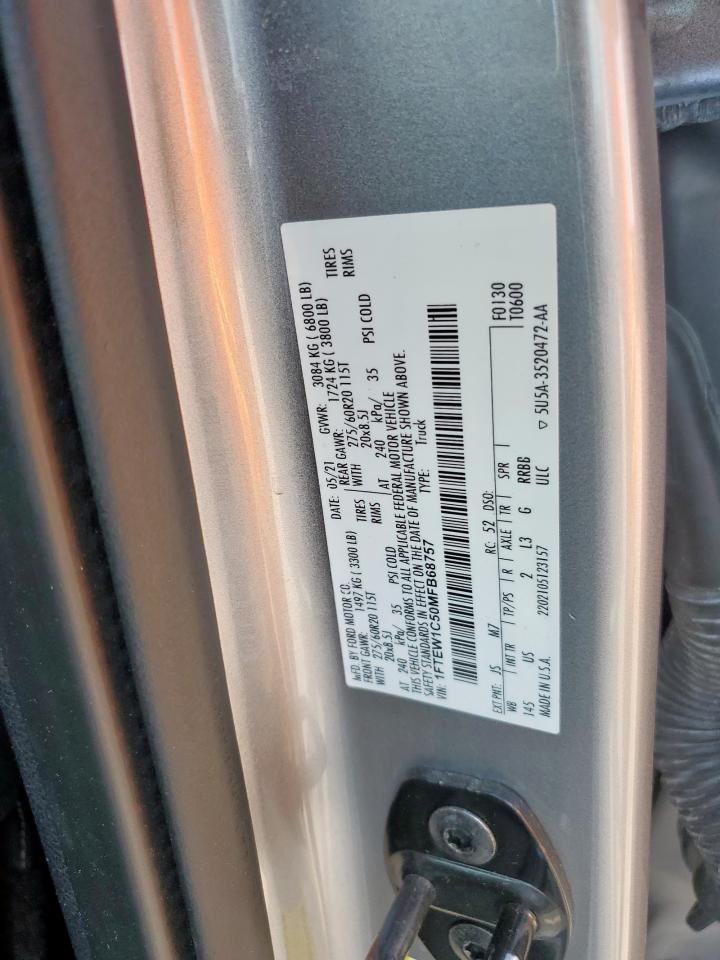 MFD. BY FORD MOTOR CO. DATE: 05/21 GVWR: 3084 KG ( 6800 LB)
FRONT GAWR: 1497 KG ( 3300 LB) REAR GAWR: 1724 KG ( 3800 LB)
WITH 275/60R20 115T TIRES WITH 275/60R20 115T TIRES
20x8.5J RIMS 20x8.5J RIMS
AT 240 kPa/ 35 PSI COLD AT 240 kPa/ 35 PSI COLD
THIS VEHICLE CONFORMS TO ALL APPLICABLE FEDERAL MOTOR VEHICLE
SAFETY STANDARDS IN EFFECT ON THE DATE OF MANUFACTURE SHOWN ABOVE.
VIN: 1FTEW1C50MFB68757 TYPE: Truck
EXT PNT: JS M7 RC: 52 DSO: F0130
WB INT TR TP/PS R AXLE TR SPR T0600
145 US 2 L3 G RRBB
MADE IN U.S.A. 2202105123157 ULC ▽ 5U5A-3520472-AA